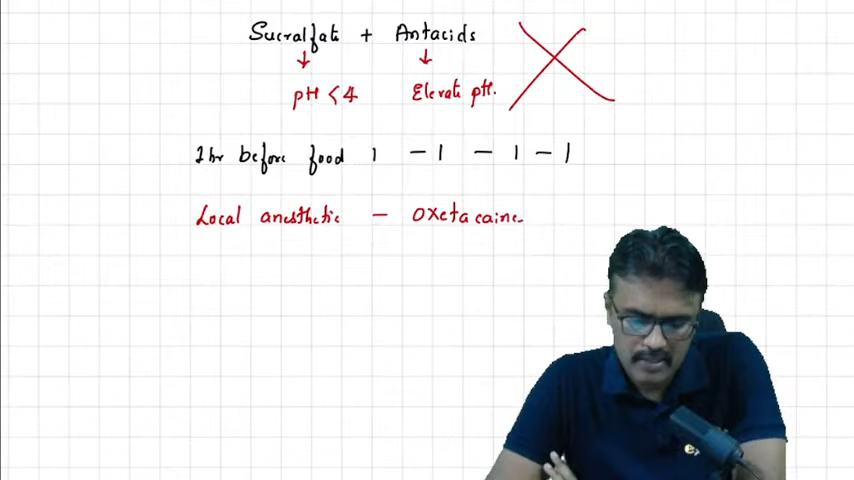 Sucralfate + Antacids
↓ ↓
pH < 4 Elevate pH.
1hr before food 1 - 1 - 1 - 1
Local anesthetic - oxetacaine